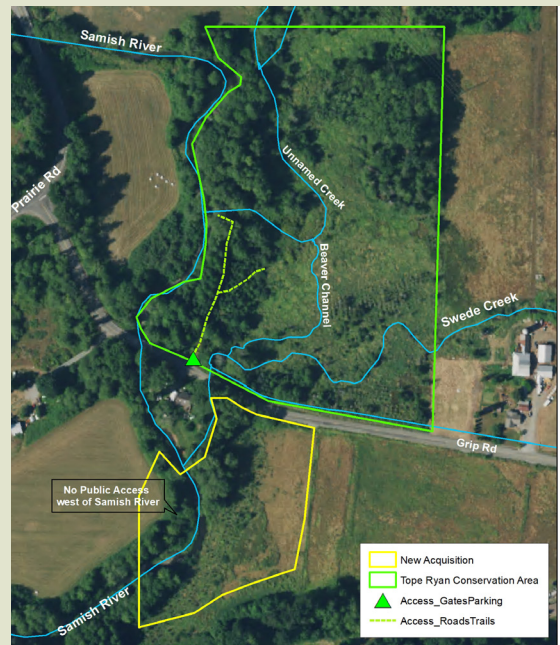 Samish River
Prairie Rd
Unnamed Creek
Beaver Channel
Swede Creek
Grip Rd
No Public Access
west of Samish River
Samish River
New Acquisition
Tope Ryan Conservation Area
Access_GatesParking
Access_RoadsTrails